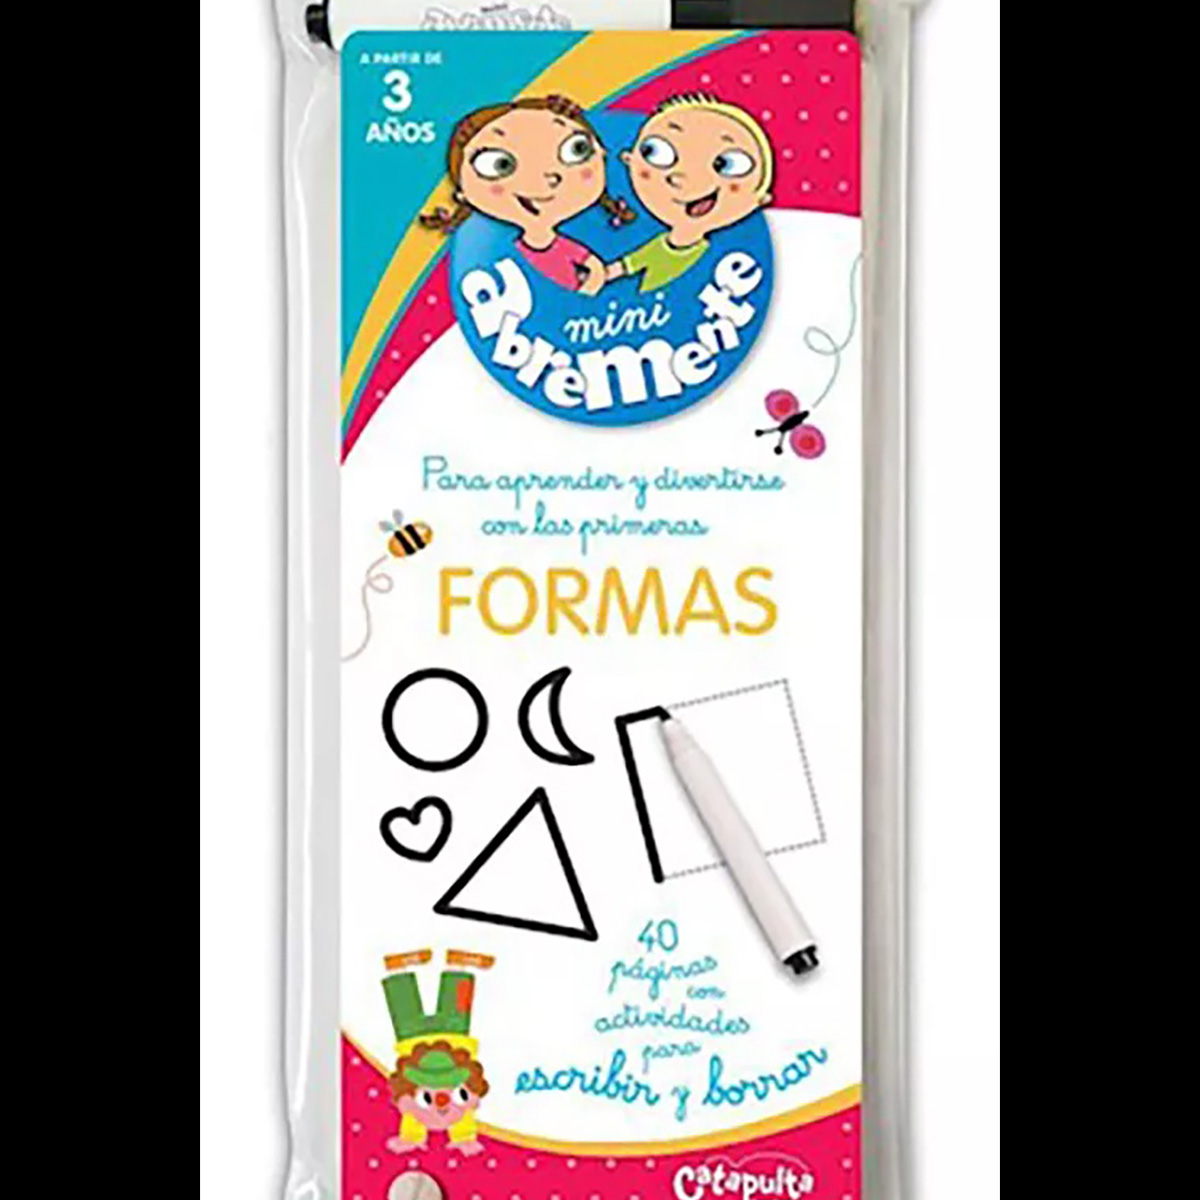 A PARTIR DE
3
AÑOS
mini
abremente
Para aprender y divertirse
con las primeras
FORMAS
40
páginas
con
actividades
para
escribir y borrar
Catapulta